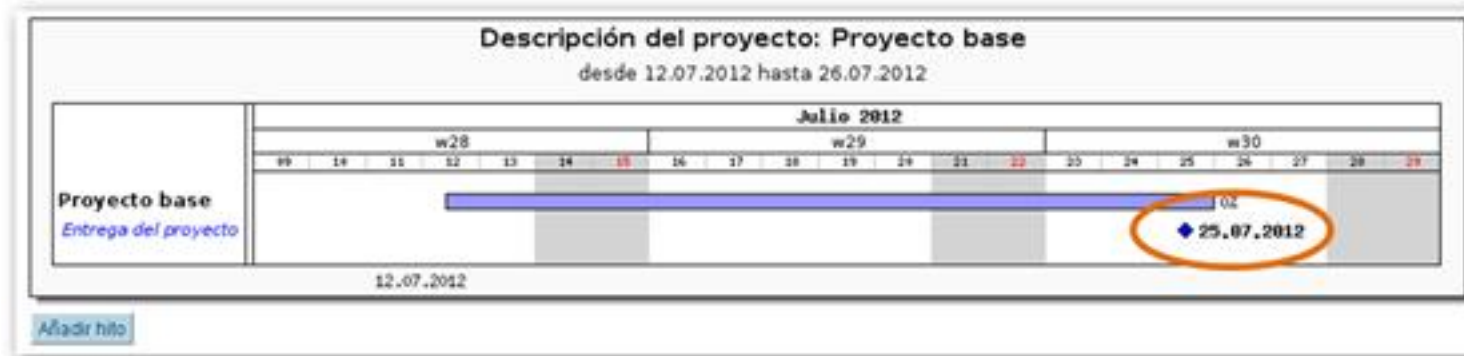 Descripción del proyecto: Proyecto base
desde 12.07.2012 hasta 26.07.2012
Julio 2012
w28 w29 w30
09 10 11 12 13 14 15 16 17 18 19 20 21 22 23 24 25 26 27 28 29
Proyecto base 0%
Entrega del proyecto 25.07.2012
12.07.2012
Añadir hito